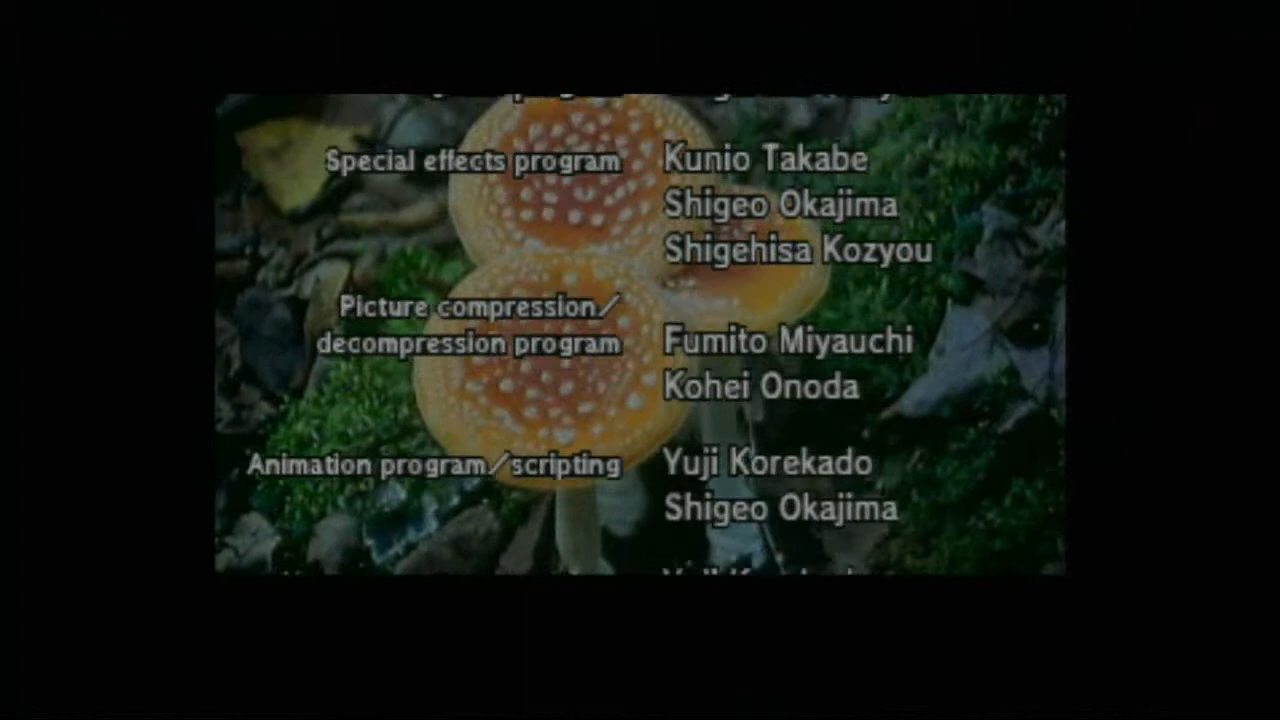 Special effects program Kunio Takabe
Shigeo Okajima
Shigehisa Kozyou
Picture compression/
decompression program Fumito Miyauchi
Kohei Onoda
Animation program/scripting Yuji Korekado
Shigeo Okajima